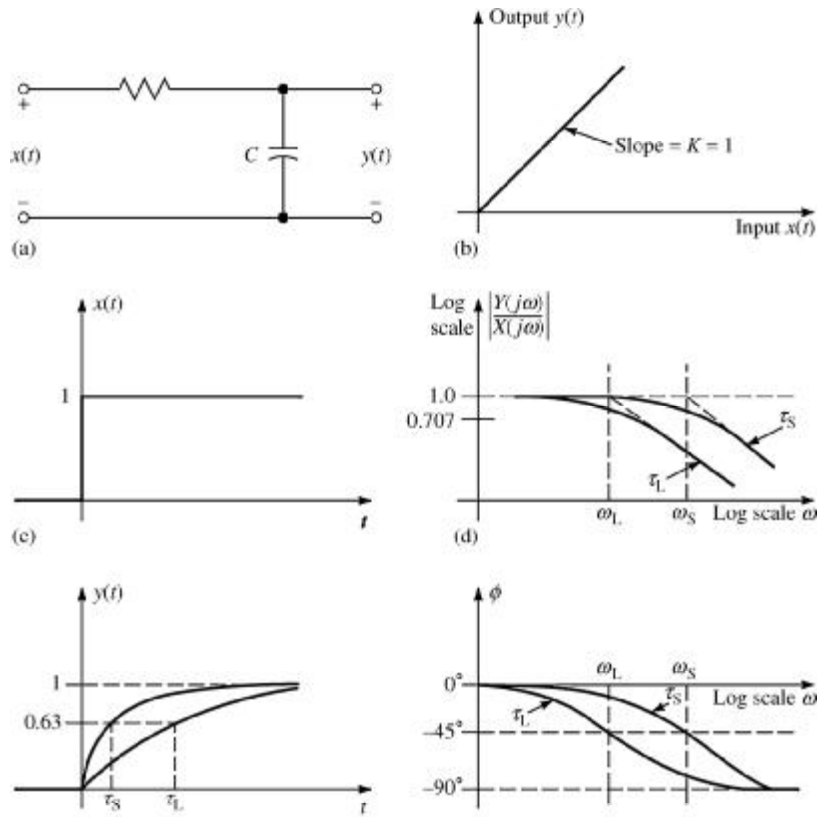 + +
x(t) C y(t)
− −
(a)
Output y(t)
Slope = K = 1
Input x(t)
(b)
x(t)
1
t
(c)
Log scale |Y(jω)/X(jω)|
1.0
0.707
τS
τL
ωL ωS Log scale ω
(d)
y(t)
1
0.63
τS τL t
ϕ
ωL ωS
0° Log scale ω
τL τS
−45°
−90°